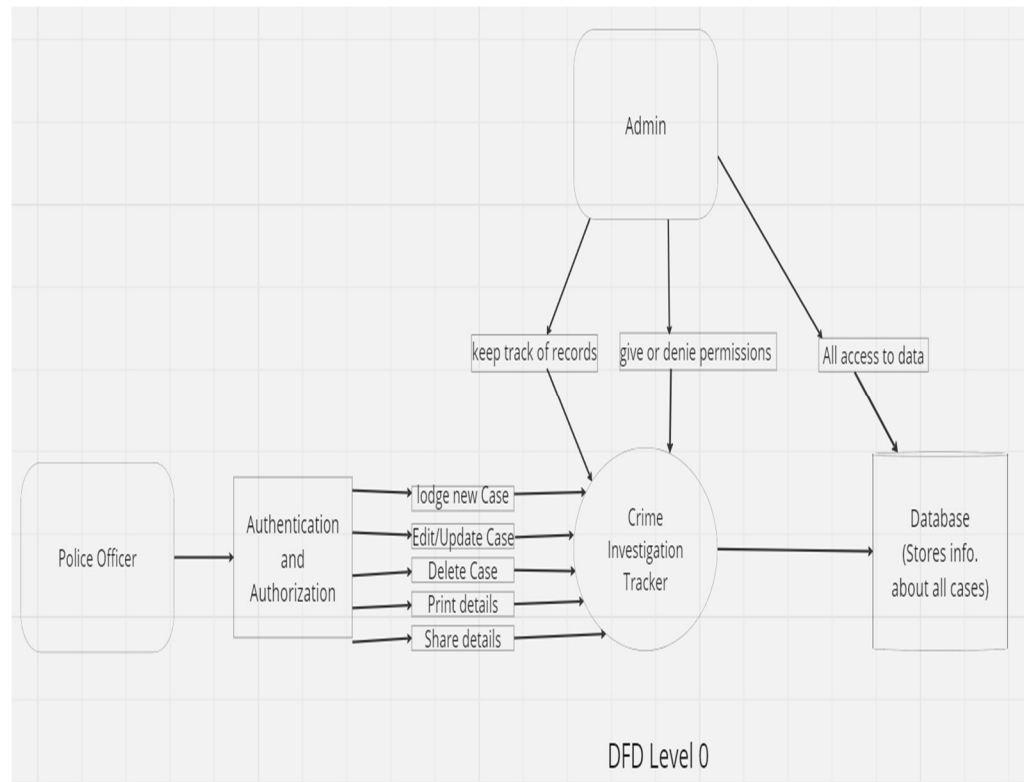 Admin
keep track of records
give or denie permissions
All access to data
Police Officer
Authentication
and
Authorization
lodge new Case
Edit/Update Case
Delete Case
Print details
Share details
Crime
Investigation
Tracker
Database
(Stores info.
about all cases)
DFD Level 0